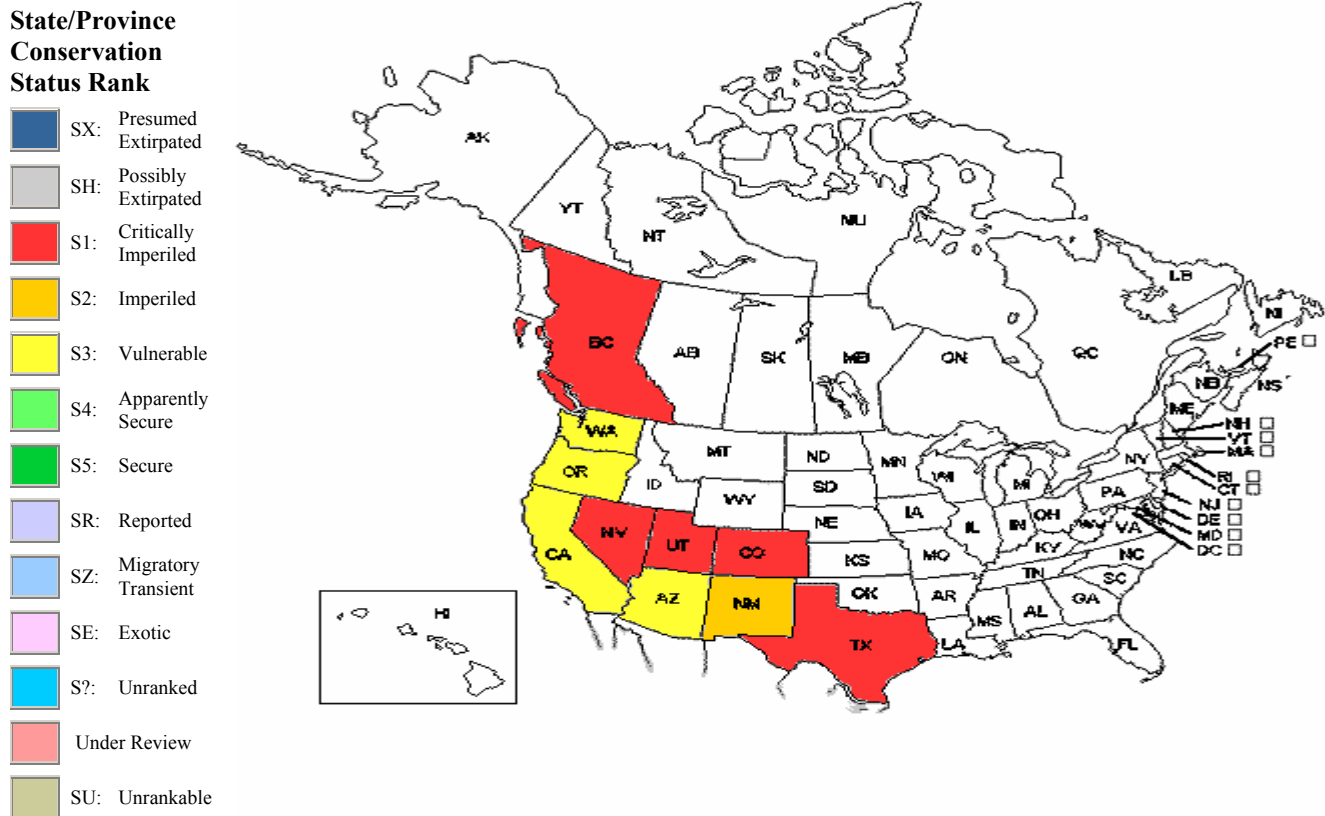 State/Province
Conservation
Status Rank
SX: Presumed
Extirpated
SH: Possibly
Extirpated
S1: Critically
Imperiled
S2: Imperiled
S3: Vulnerable
S4: Apparently
Secure
S5: Secure
SR: Reported
SZ: Migratory
Transient
SE: Exotic
S?: Unranked
Under Review
SU: Unrankable
AK
YT
NT
NU
LB
BC
AB
SK
MB
ON
QC
PE
NB
NS
ME
WA
MT
ND
MN
OR
ID
WY
SD
WI
MI
NY
NH
VT
MA
RI
CT
NJ
DE
MD
DC
PA
NE
IA
IL
IN
OH
WV
VA
CA
NV
UT
CO
KS
MO
KY
NC
TN
SC
AZ
NM
OK
AR
MS
AL
GA
TX
LA
FL
HI